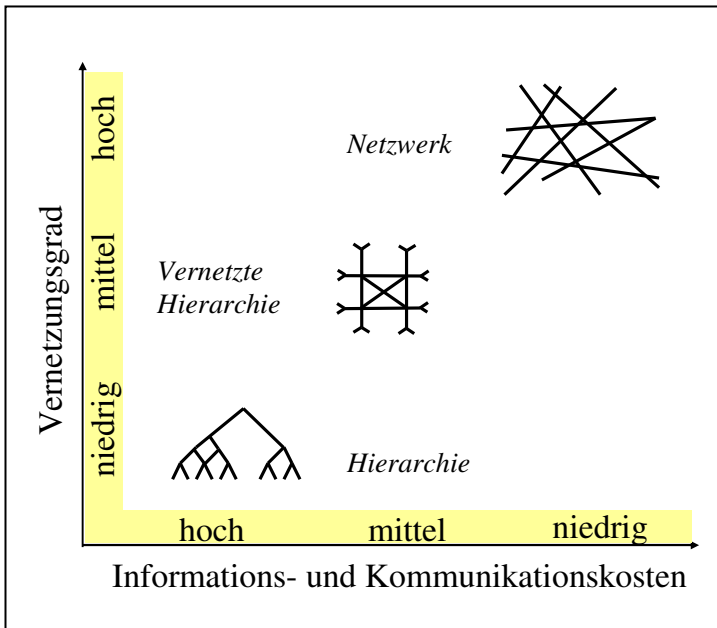 Vernetzungsgrad
hoch
mittel
niedrig
Netzwerk
Vernetzte
Hierarchie
Hierarchie
hoch
mittel
niedrig
Informations- und Kommunikationskosten